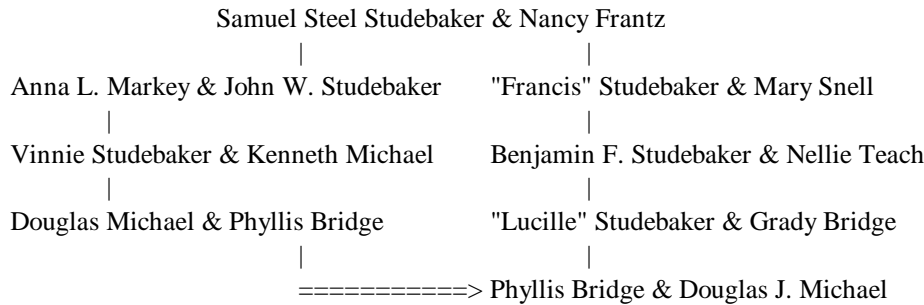 Samuel Steel Studebaker & Nancy Frantz
| |
Anna L. Markey & John W. Studebaker "Francis" Studebaker & Mary Snell
| |
Vinnie Studebaker & Kenneth Michael Benjamin F. Studebaker & Nellie Teach
| |
Douglas Michael & Phyllis Bridge "Lucille" Studebaker & Grady Bridge
| |
===========> Phyllis Bridge & Douglas J. Michael